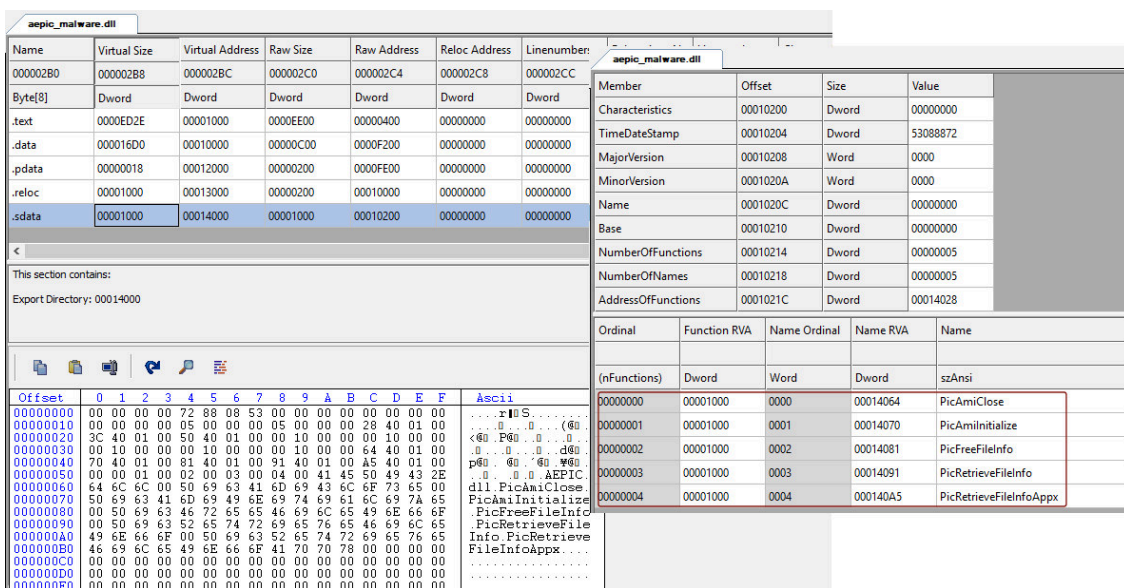 aepic_malware.dll
Name Virtual Size Virtual Address Raw Size Raw Address Reloc Address Linenumbers
000002B0 000002B8 000002BC 000002C0 000002C4 000002C8 000002CC
Byte[8] Dword Dword Dword Dword Dword Dword
.text 0000ED2E 00001000 0000EE00 00000400 00000000 00000000
.data 000016D0 00010000 00000C00 0000F200 00000000 00000000
.pdata 00000018 00012000 00000200 0000FE00 00000000 00000000
.reloc 00001000 00013000 00000200 00010000 00000000 00000000
.sdata 00001000 00014000 00001000 00010200 00000000 00000000
This section contains:
Export Directory: 00014000
Offset 0 1 2 3 4 5 6 7 8 9 A B C D E F Ascii
00000000 00 00 00 00 72 88 08 53 00 00 00 00 00 00 00 00
00000010 00 00 00 00 05 00 00 00 05 00 00 00 28 40 01 00
00000020 3C 40 01 00 50 40 01 00 00 10 00 00 00 10 00 00
00000030 00 10 00 00 00 10 00 00 00 10 00 00 64 40 01 00
00000040 70 40 01 00 81 40 01 00 91 40 01 00 A5 40 01 00
00000050 00 00 01 00 02 00 03 00 04 00 41 45 50 49 43 2E .AEPIC.
00000060 64 6C 6C 00 50 69 63 41 6D 69 43 6C 6F 73 65 00 dll.PicAmiClose.
00000070 50 69 63 41 6D 69 49 6E 69 74 69 61 6C 69 7A 65 PicAmiInitialize
00000080 00 50 69 63 46 72 65 65 46 69 6C 65 49 6E 66 6F .PicFreeFileInfo
00000090 00 50 69 63 52 65 74 72 69 65 76 65 46 69 6C 65 .PicRetrieveFile
000000A0 49 6E 66 6F 00 50 69 63 52 65 74 72 69 65 76 65 Info.PicRetrieve
000000B0 46 69 6C 65 49 6E 66 6F 41 70 70 78 00 00 00 00 FileInfoAppx....
000000C0 00 00 00 00 00 00 00 00 00 00 00 00 00 00 00 00 ................
000000D0 00 00 00 00 00 00 00 00 00 00 00 00 00 00 00 00 ................
aepic_malware.dll
Member Offset Size Value
Characteristics 00010200 Dword 00000000
TimeDateStamp 00010204 Dword 53088872
MajorVersion 00010208 Word 0000
MinorVersion 0001020A Word 0000
Name 0001020C Dword 00000000
Base 00010210 Dword 00000000
NumberOfFunctions 00010214 Dword 00000005
NumberOfNames 00010218 Dword 00000005
AddressOfFunctions 0001021C Dword 00014028
Ordinal Function RVA Name Ordinal Name RVA Name
(nFunctions) Dword Word Dword szAnsi
00000000 00001000 0000 00014064 PicAmiClose
00000001 00001000 0001 00014070 PicAmiInitialize
00000002 00001000 0002 00014081 PicFreeFileInfo
00000003 00001000 0003 00014091 PicRetrieveFileInfo
00000004 00001000 0004 000140A5 PicRetrieveFileInfoAppx